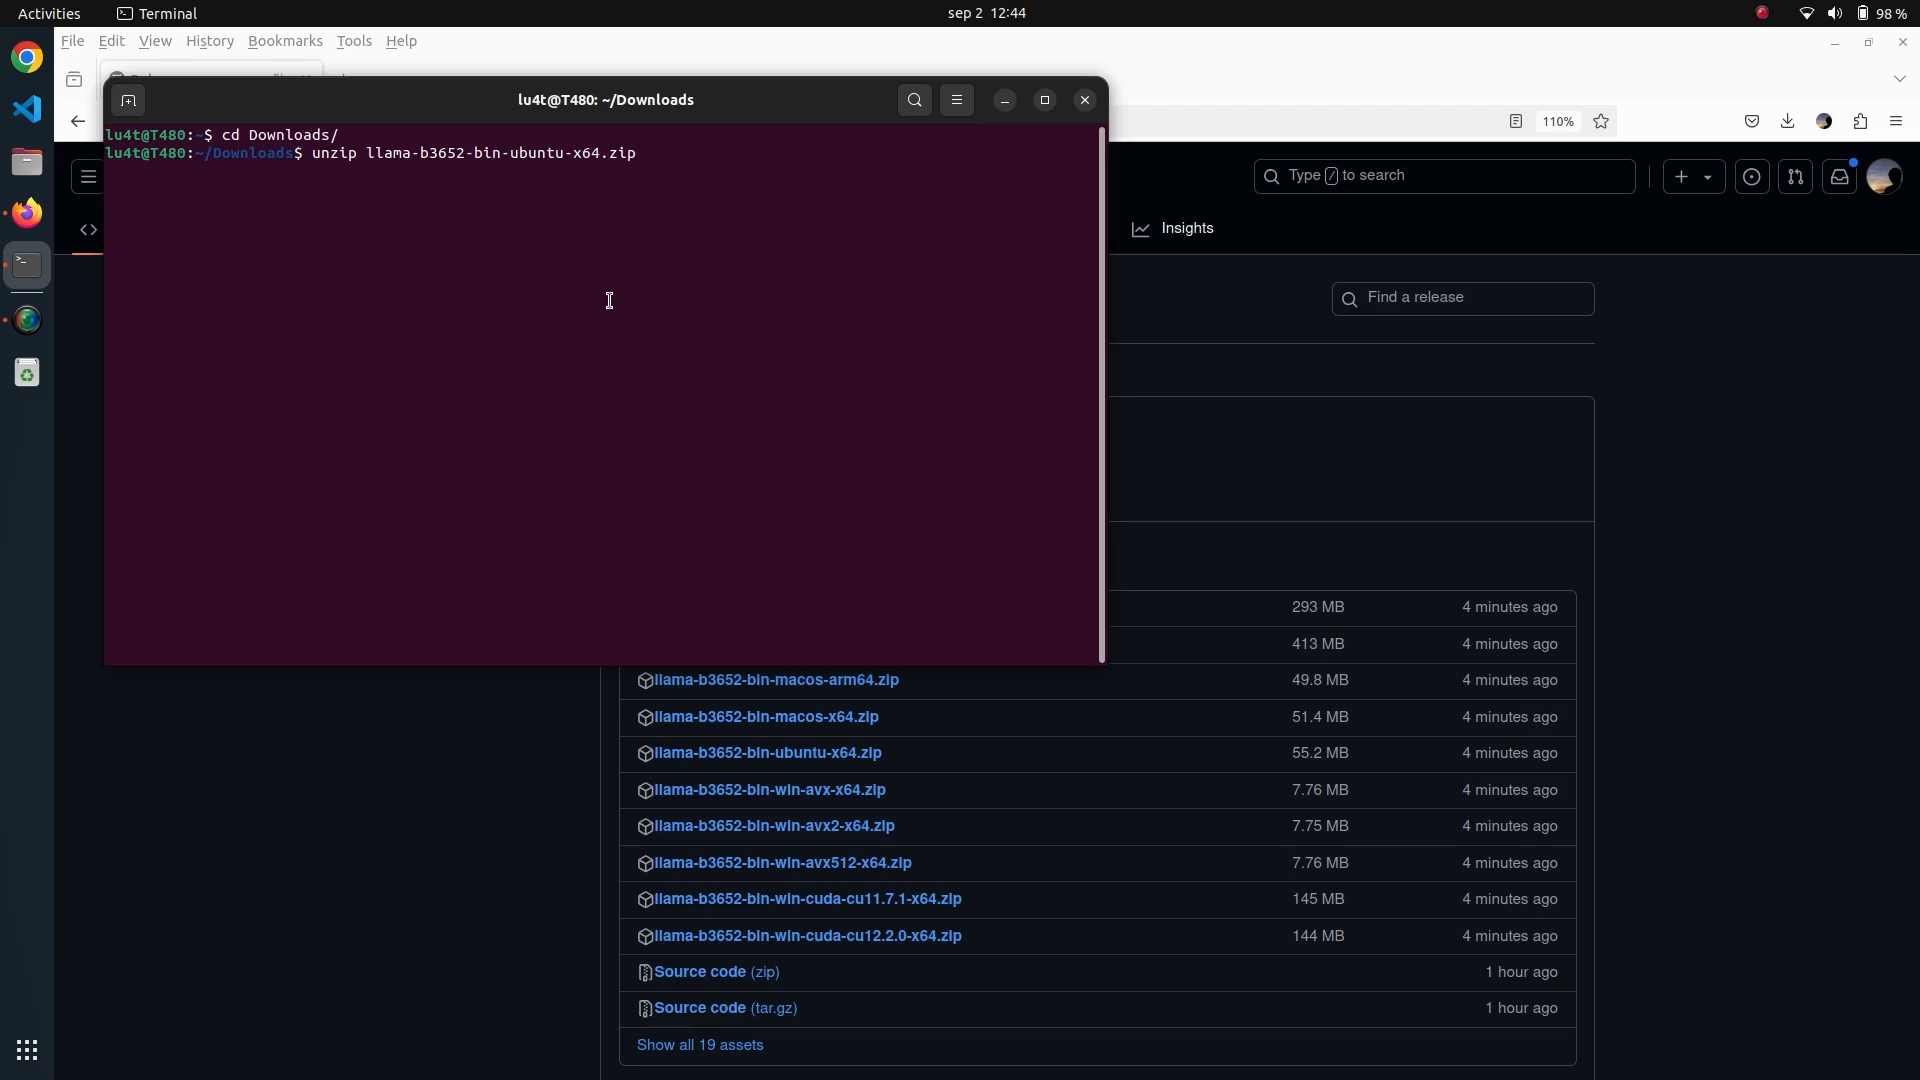 Activities
Terminal
sep 2 12:44
98 %
File Edit View History Bookmarks Tools Help
lu4t@T480: ~/Downloads
110%
lu4t@T480:~$ cd Downloads/
lu4t@T480:~/Downloads$ unzip llama-b3652-bin-ubuntu-x64.zip
Type / to search
Insights
Find a release
293 MB 4 minutes ago
413 MB 4 minutes ago
llama-b3652-bin-macos-arm64.zip 49.8 MB 4 minutes ago
llama-b3652-bin-macos-x64.zip 51.4 MB 4 minutes ago
llama-b3652-bin-ubuntu-x64.zip 55.2 MB 4 minutes ago
llama-b3652-bin-win-avx-x64.zip 7.76 MB 4 minutes ago
llama-b3652-bin-win-avx2-x64.zip 7.75 MB 4 minutes ago
llama-b3652-bin-win-avx512-x64.zip 7.76 MB 4 minutes ago
llama-b3652-bin-win-cuda-cu11.7.1-x64.zip 145 MB 4 minutes ago
llama-b3652-bin-win-cuda-cu12.2.0-x64.zip 144 MB 4 minutes ago
Source code (zip) 1 hour ago
Source code (tar.gz) 1 hour ago
Show all 19 assets